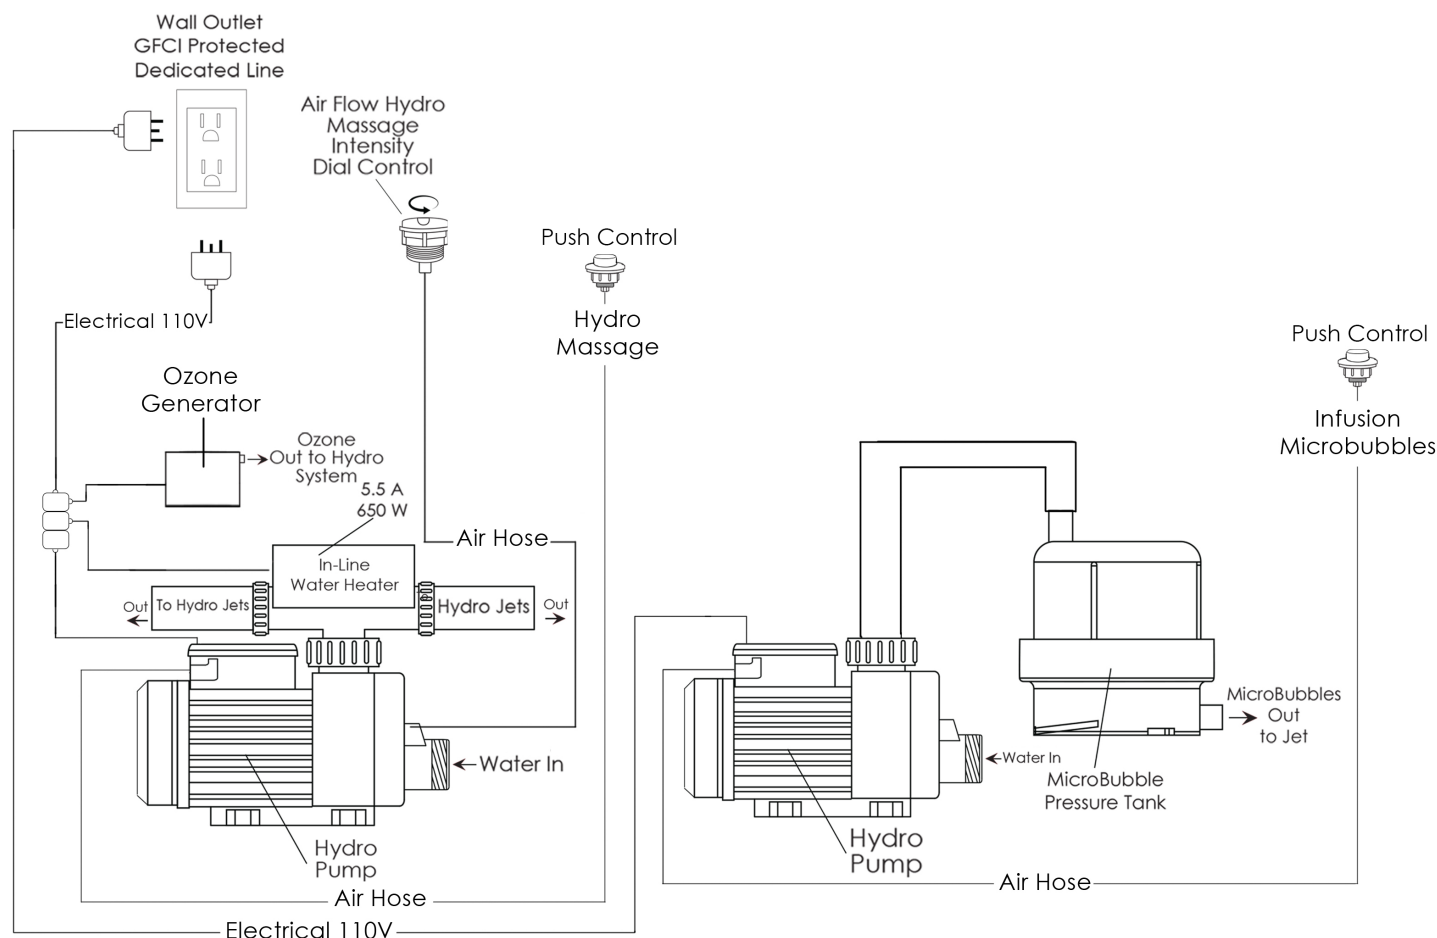 Wall Outlet
GFCI Protected
Dedicated Line
Air Flow Hydro
Massage
Intensity
Dial Control
Push Control
Hydro
Massage
Push Control
Infusion
Microbubbles
Electrical 110V
Ozone
Generator
Ozone
Out to Hydro
System
5.5 A
650 W
Air Hose
In-Line
Water Heater
Out
To Hydro Jets
Hydro Jets
Out
Water In
Hydro
Pump
Air Hose
Electrical 110V
MicroBubbles
Out
to Jet
Water In
MicroBubble
Pressure Tank
Hydro
Pump
Air Hose